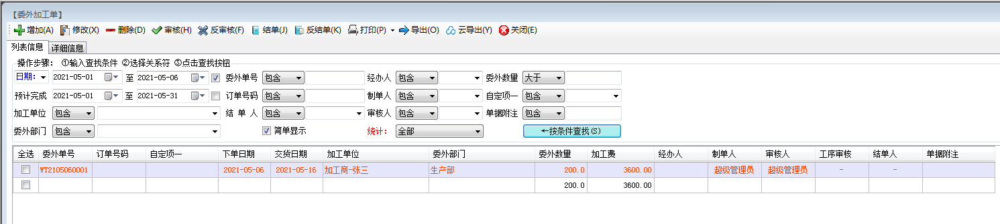 【委外加工单】
增加(A) 修改(X) 删除(D) 审核(H) 反审核(F) 结单(J) 反结单(K) 打印(P) 导出(O) 云导出(Y) 关闭(E)
列表信息 详细信息
操作步骤： ①输入查找条件 ②选择关系符 ③点击查找按钮
日期: 2021-05-01 至 2021-05-06 委外单号 包含 经办人 包含 委外数量 大于
预计完成 2021-05-01 至 2021-05-31 订单号码 包含 制单人 包含 自定项一 包含
加工单位 包含 结 单 人 包含 审核人 包含 单据附注 包含
委外部门 包含 简单显示 统计： 全部 ←按条件查找(S)
全选 委外单号 订单号码 自定项一 下单日期 交货日期 加工单位 委外部门 委外数量 加工费 经办人 制单人 审核人 工序审核 结单人 单据附注
WT2105060001 2021-05-06 2021-05-16 加工商-张三 生产部 200.0 3600.00 超级管理员 超级管理员 - -
200.0 3600.00